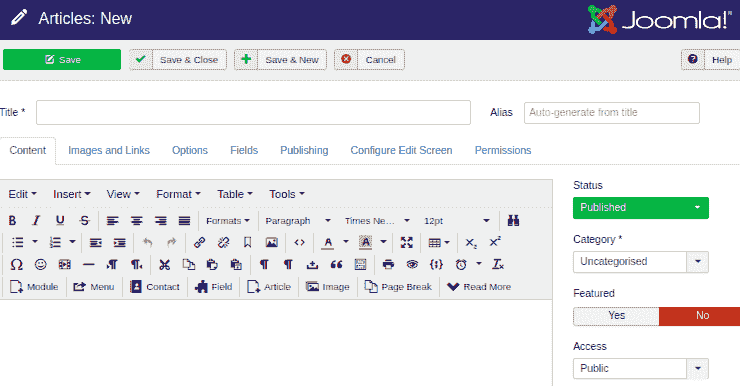 Articles: New
Joomla!
Save
Save & Close
Save & New
Cancel
Help
Title *
Alias
Auto-generate from title
Content
Images and Links
Options
Fields
Publishing
Configure Edit Screen
Permissions
Edit
Insert
View
Format
Table
Tools
B I U S
Formats
Paragraph
Times Ne...
12pt
Module
Menu
Contact
Field
Article
Image
Page Break
Read More
Status
Published
Category *
Uncategorised
Featured
Yes
No
Access
Public